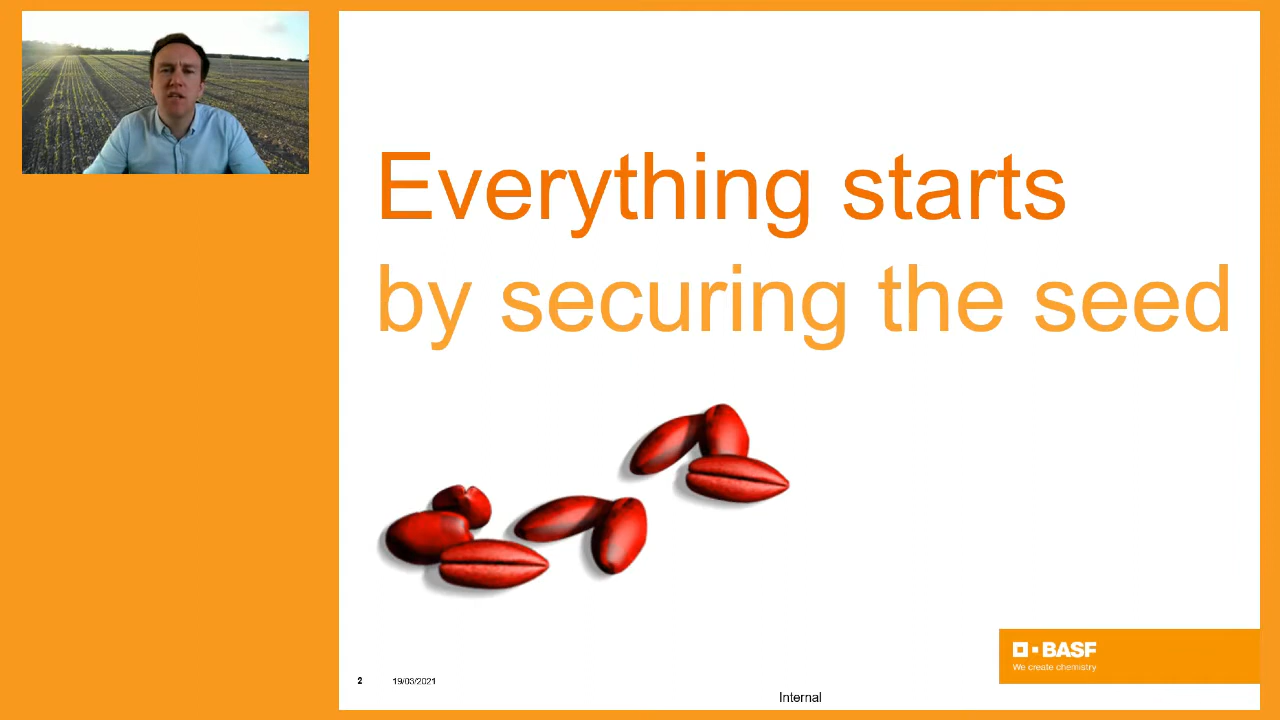 Everything starts
by securing the seed
BASF
We create chemistry
2
19/03/2021
Internal